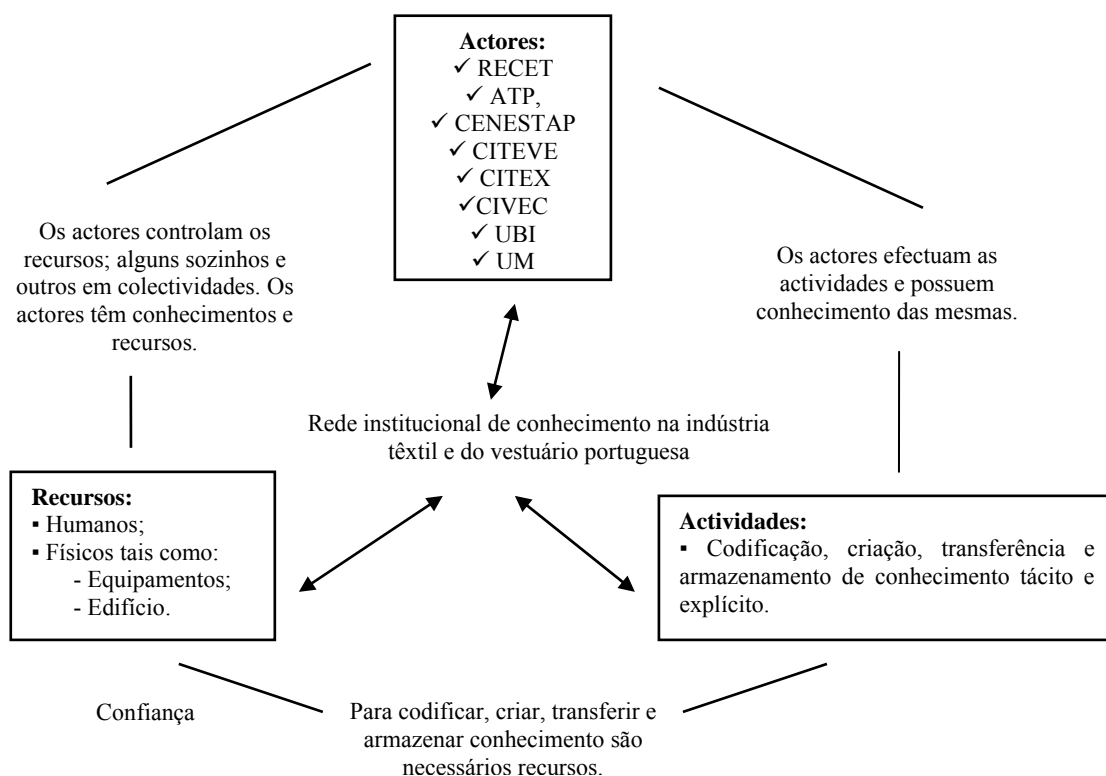 Actores:
✓ RECET
✓ ATP,
✓ CENESTAP
✓ CITEVE
✓ CITEX
✓CIVEC
✓ UBI
✓ UM
Os actores controlam os
recursos; alguns sozinhos e
outros em colectividades. Os
actores têm conhecimentos e
recursos.
Os actores efectuam as
actividades e possuem
conhecimento das mesmas.
Rede institucional de conhecimento na indústria
têxtil e do vestuário portuguesa
Recursos:
▪ Humanos;
▪ Físicos tais como:
- Equipamentos;
- Edifício.
Actividades:
▪ Codificação, criação, transferência e
armazenamento de conhecimento tácito e
explícito.
Confiança
Para codificar, criar, transferir e
armazenar conhecimento são
necessários recursos.